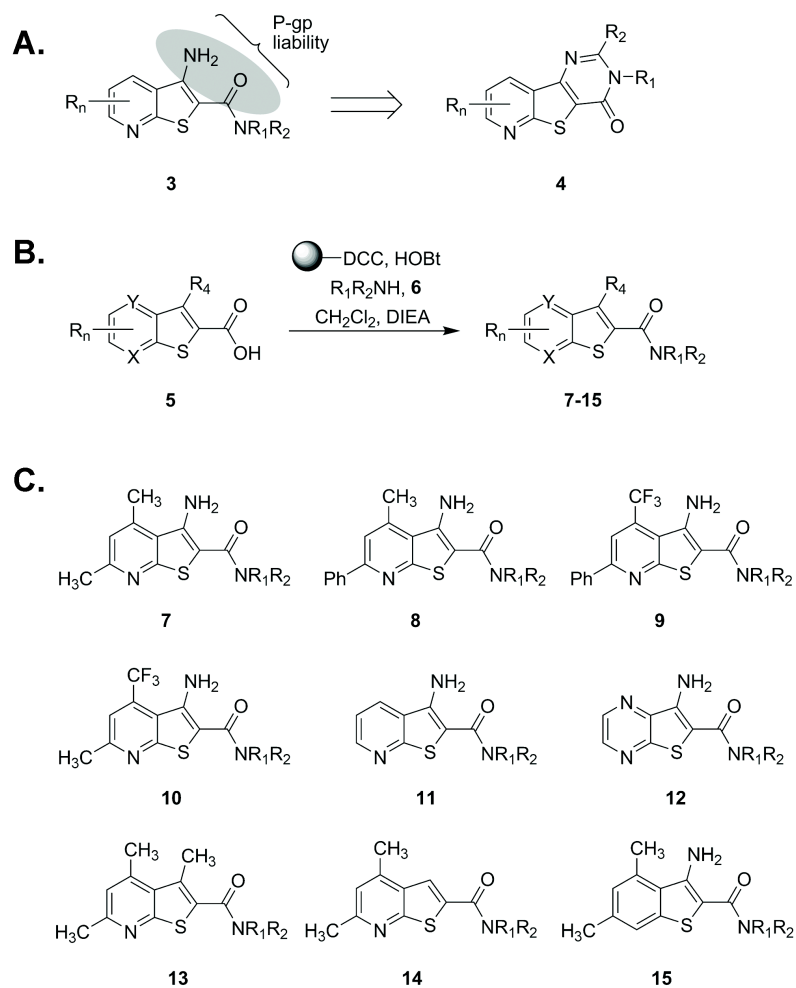 A.
P-gp
liability
NH₂
O
Rₙ
N
S
NR₁R₂
3
R₂
N
N–R₁
O
Rₙ
N
S
4
B.
Y
R₄
O
Rₙ
X
S
OH
5
DCC, HOBt
R₁R₂NH, 6
CH₂Cl₂, DIEA
Y
R₄
O
Rₙ
X
S
NR₁R₂
7-15
C.
CH₃
NH₂
O
H₃C
N
S
NR₁R₂
7
CH₃
NH₂
O
Ph
N
S
NR₁R₂
8
CF₃
NH₂
O
Ph
N
S
NR₁R₂
9
CF₃
NH₂
O
H₃C
N
S
NR₁R₂
10
NH₂
O
N
S
NR₁R₂
11
N
NH₂
O
N
S
NR₁R₂
12
CH₃
CH₃
O
H₃C
N
S
NR₁R₂
13
CH₃
O
H₃C
N
S
NR₁R₂
14
CH₃
NH₂
O
H₃C
S
NR₁R₂
15